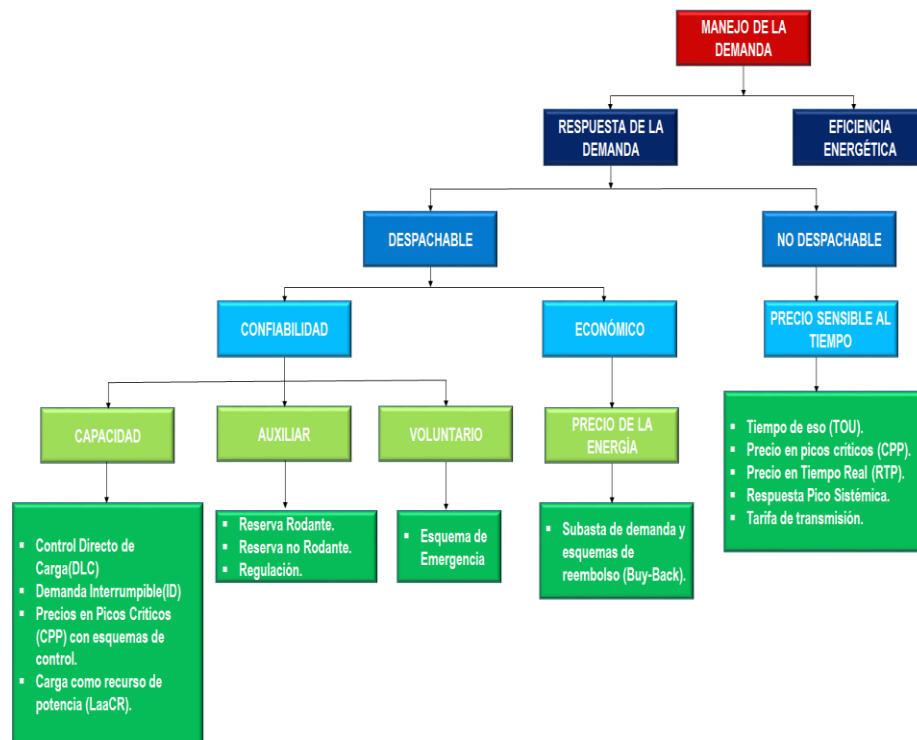 MANEJO DE LA
DEMANDA
RESPUESTA DE LA
DEMANDA
EFICIENCIA
ENERGÉTICA
DESPACHABLE
NO DESPACHABLE
CONFIABILIDAD
ECONÓMICO
PRECIO SENSIBLE AL
TIEMPO
CAPACIDAD
AUXILIAR
VOLUNTARIO
PRECIO DE LA
ENERGÍA
▪ Tiempo de eso (TOU).
▪ Precio en picos críticos (CPP).
▪ Precio en Tiempo Real (RTP).
▪ Respuesta Pico Sistémica.
▪ Tarifa de transmisión.
▪ Control Directo de
Carga(DLC)
▪ Demanda Interrumpible(ID)
▪ Precios en Picos Críticos
(CPP) con esquemas de
control.
▪ Carga como recurso de
potencia (LaaCR).
▪ Reserva Rodante.
▪ Reserva no Rodante.
▪ Regulación.
▪ Esquema de
Emergencia
▪ Subasta de demanda y
esquemas de
reembolso (Buy-Back).